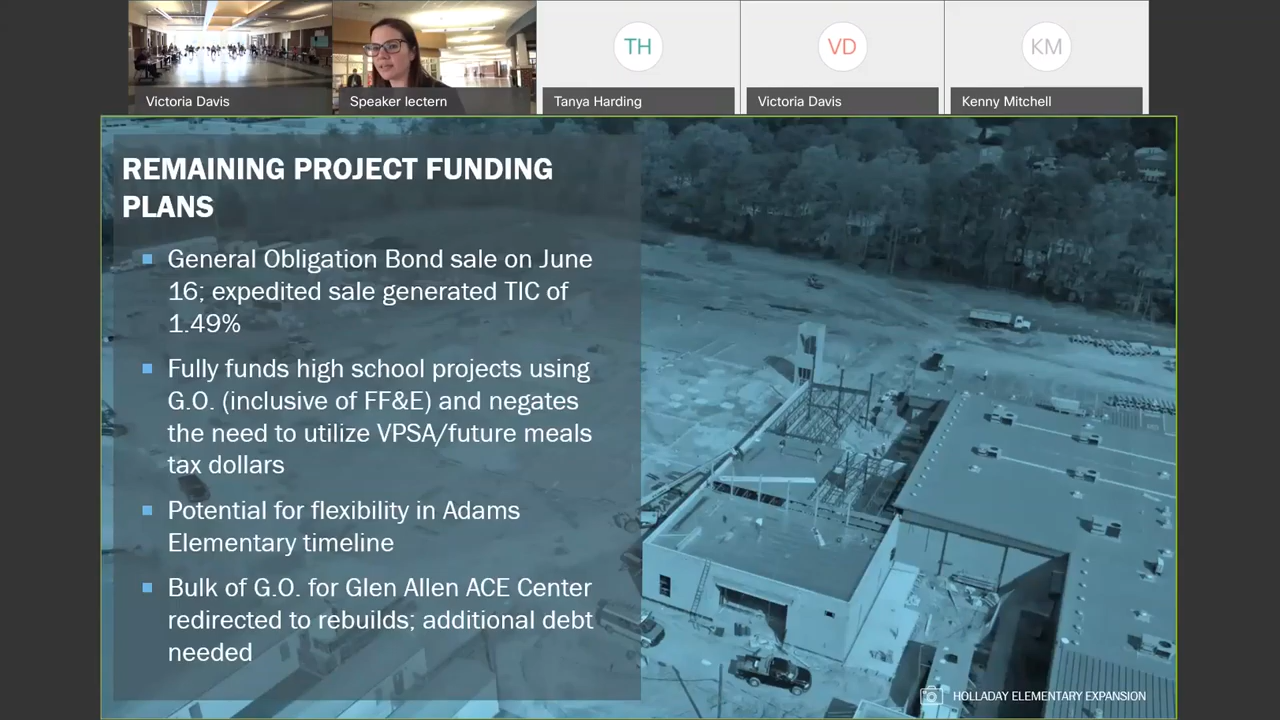 TH
VD
KM
Victoria Davis
Speaker lectern
Tanya Harding
Victoria Davis
Kenny Mitchell
REMAINING PROJECT FUNDING
PLANS
General Obligation Bond sale on June
16; expedited sale generated TIC of
1.49%
Fully funds high school projects using
G.O. (inclusive of FF&E) and negates
the need to utilize VPSA/future meals
tax dollars
Potential for flexibility in Adams
Elementary timeline
Bulk of G.O. for Glen Allen ACE Center
redirected to rebuilds; additional debt
needed
HOLLADAY ELEMENTARY EXPANSION